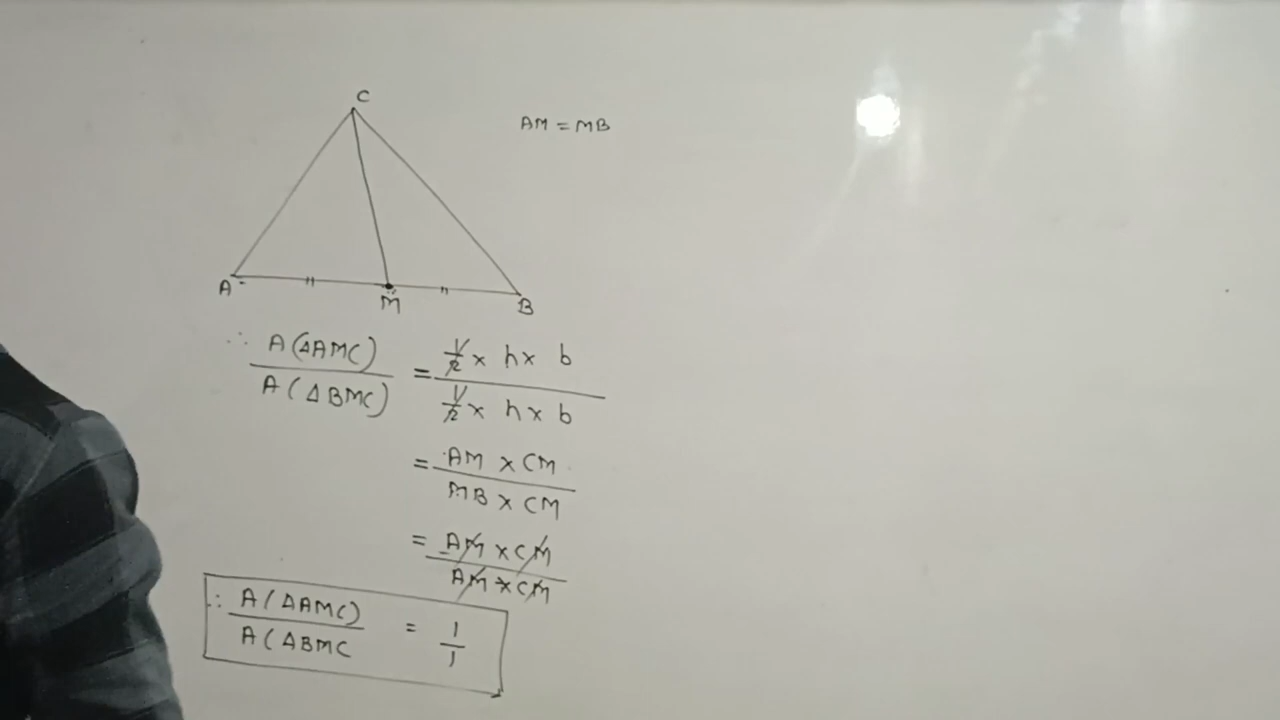 C
AM = MB
A
M
B
∴ A(ΔAMC) / A(ΔBMC) = 1/2 × h × b / 1/2 × h × b
= AM × CM / MB × CM
= AM × CM / AM × CM
∴ A(ΔAMC) / A(ΔBMC = 1/1